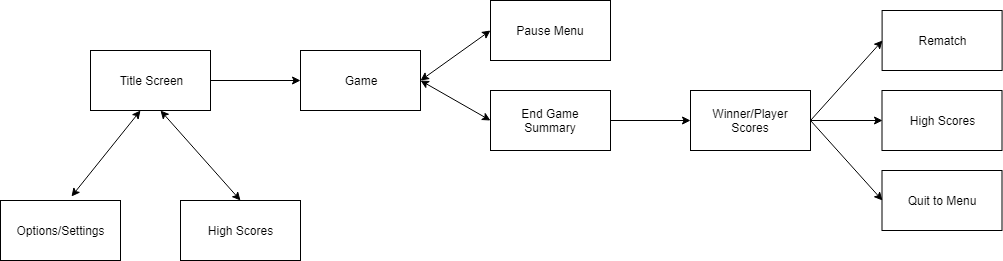 Pause Menu
Rematch
Title Screen
Game
End Game
Summary
Winner/Player
Scores
High Scores
Options/Settings
High Scores
Quit to Menu